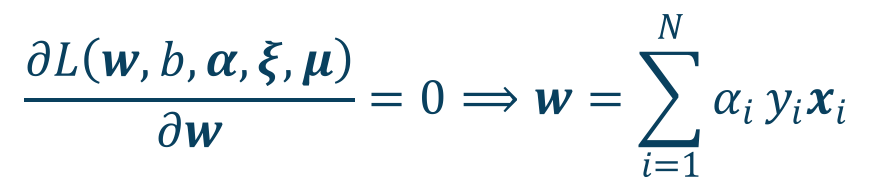 ∂L(w, b, α, ξ, μ)/∂w = 0 ⟹ w = ∑_{i=1}^{N} α_i y_i x_i